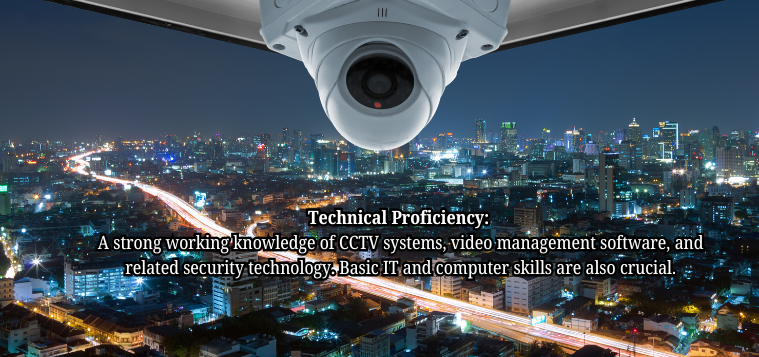 Technical Proficiency:
A strong working knowledge of CCTV systems, video management software, and
related security technology. Basic IT and computer skills are also crucial.